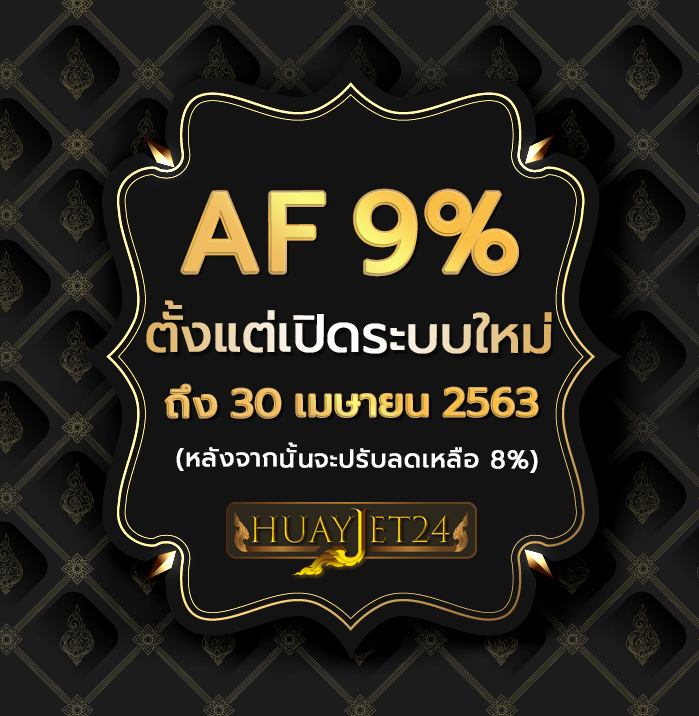 AF 9%
ตั้งแต่เปิดระบบใหม่
ถึง 30 เมษายน 2563
(หลังจากนั้นจะปรับลดเหลือ 8%)
HUAYJET24